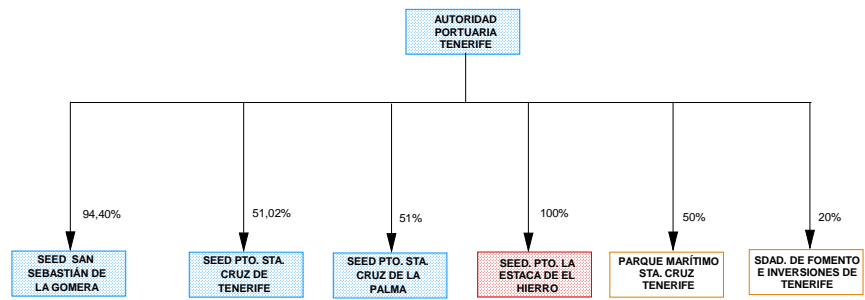 AUTORIDAD
PORTUARIA
TENERIFE
94,40%
51,02%
51%
100%
50%
20%
SEED SAN
SEBASTIÁN DE
LA GOMERA
SEED PTO. STA.
CRUZ DE
TENERIFE
SEED PTO. STA.
CRUZ DE LA
PALMA
SEED. PTO. LA
ESTACA DE EL
HIERRO
PARQUE MARÍTIMO
STA. CRUZ
TENERIFE
SDAD. DE FOMENTO
E INVERSIONES DE
TENERIFE